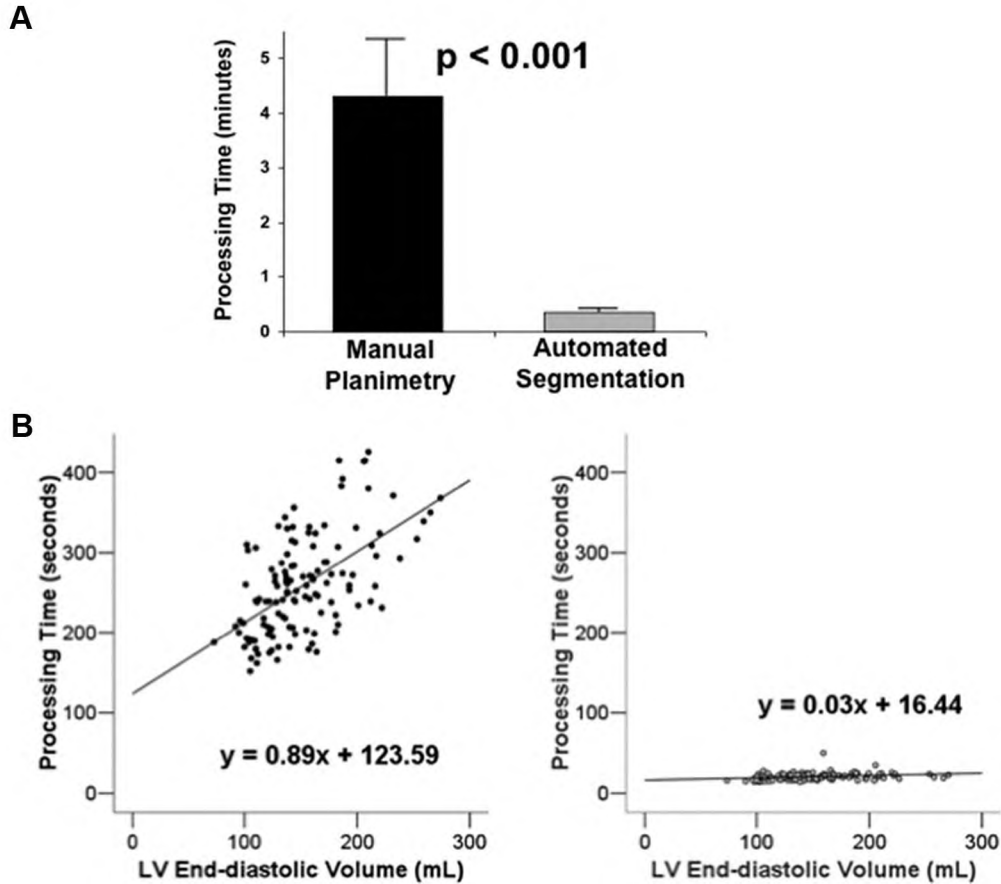 A
Processing Time (minutes)
5
4
3
2
1
0
p < 0.001
Manual
Planimetry
Automated
Segmentation
B
Processing Time (seconds)
400
300
200
100
0
y = 0.89x + 123.59
0 100 200 300
LV End-diastolic Volume (mL)
Processing Time (seconds)
400
300
200
100
0
y = 0.03x + 16.44
0 100 200 300
LV End-diastolic Volume (mL)